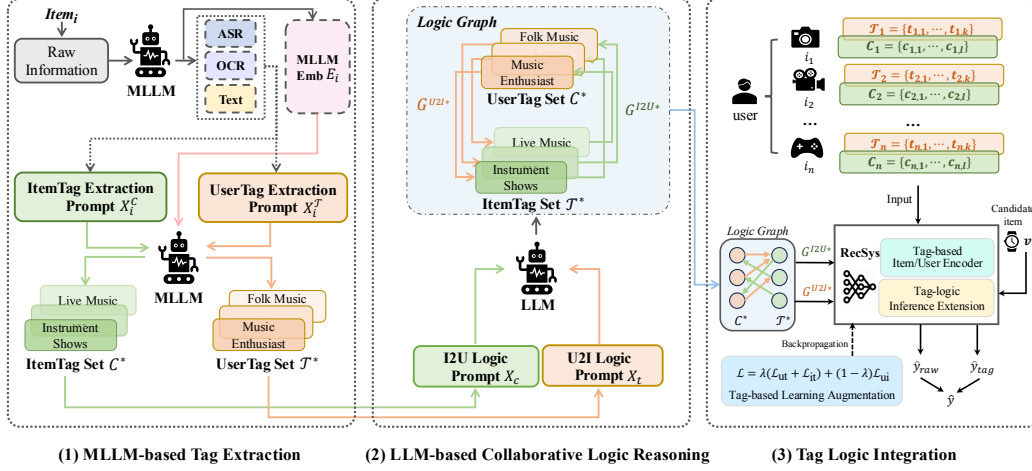 Item_i
Raw
Information
MLLM
ASR
OCR
Text
MLLM
Emb E_i
ItemTag Extraction
Prompt X_i^C
UserTag Extraction
Prompt X_i^𝒯
MLLM
Live Music
Instrument
Shows
ItemTag Set C*
Folk Music
Music
Enthusiast
UserTag Set 𝒯*
(1) MLLM-based Tag Extraction
Logic Graph
Folk Music
Music
Enthusiast
UserTag Set C*
G^{U2I*}
G^{I2U*}
Live Music
Instrument
Shows
ItemTag Set 𝒯*
LLM
I2U Logic
Prompt X_c
U2I Logic
Prompt X_t
(2) LLM-based Collaborative Logic Reasoning
user
i_1
𝒯_1 = {t_{1,1}, ⋯, t_{1,k}}
C_1 = {c_{1,1}, ⋯, c_{1,l}}
i_2
𝒯_2 = {t_{2,1}, ⋯, t_{2,k}}
C_2 = {c_{2,1}, ⋯, c_{2,l}}
... ...
i_n
𝒯_n = {t_{n,1}, ⋯, t_{n,k}}
C_n = {c_{n,1}, ⋯, c_{n,l}}
Input
Candidate
item
v
Logic Graph
C* 𝒯*
G^{I2U*}
G^{U2I*}
RecSys
Tag-based
Item/User Encoder
Tag-logic
Inference Extension
Backpropagation
ℒ = λ(ℒ_ut + ℒ_it) + (1 − λ)ℒ_ui
Tag-based Learning Augmentation
ŷ_raw ŷ_tag
ŷ
(3) Tag Logic Integration